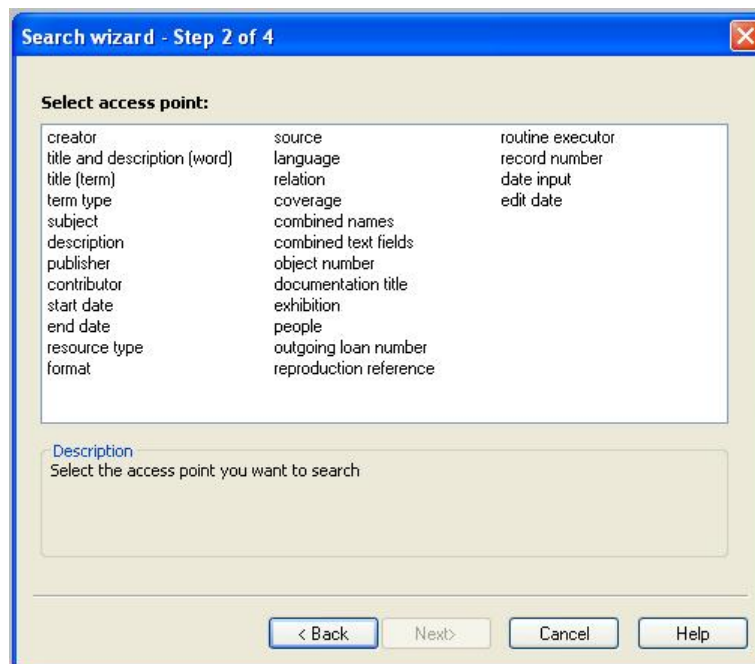 Search wizard - Step 2 of 4
Select access point:
creator
title and description (word)
title (term)
term type
subject
description
publisher
contributor
start date
end date
resource type
format
source
language
relation
coverage
combined names
combined text fields
object number
documentation title
exhibition
people
outgoing loan number
reproduction reference
routine executor
record number
date input
edit date
Description
Select the access point you want to search
< Back
Next>
Cancel
Help